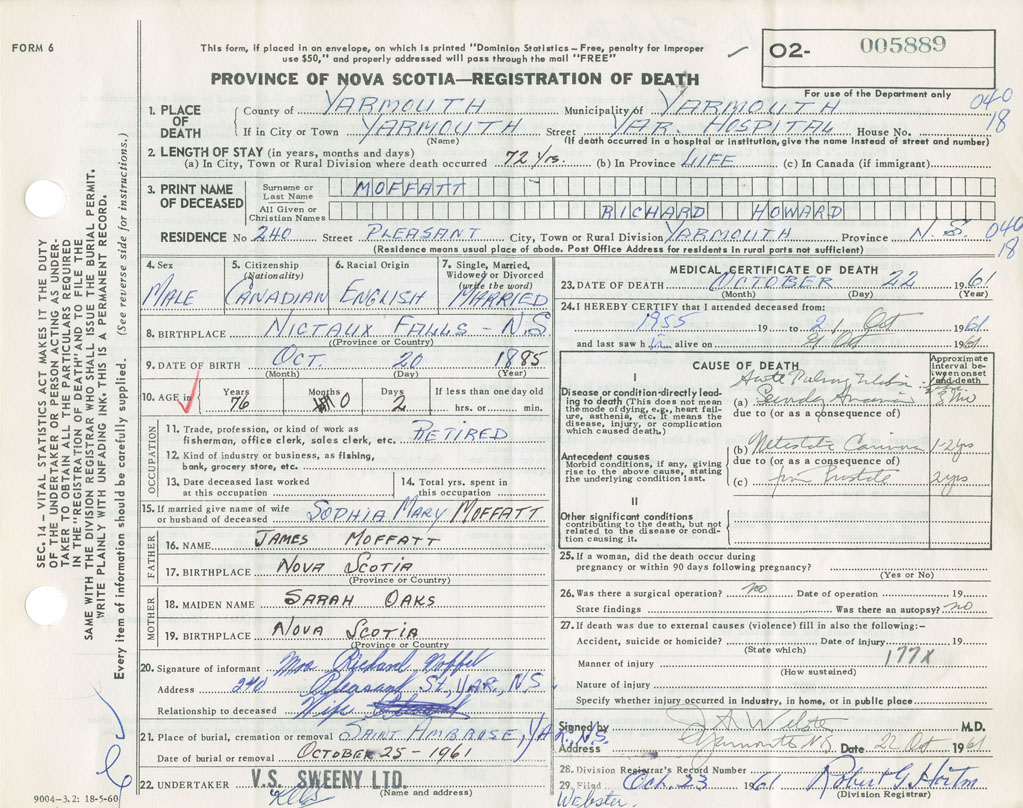 FORM 6
This form, if placed in an envelope, on which is printed "Dominion Statistics - Free, penalty for improper
use $50," and properly addressed will pass through the mail "FREE"
O2- 005889
For use of the Department only
PROVINCE OF NOVA SCOTIA—REGISTRATION OF DEATH
SEC. 14 - VITAL STATISTICS ACT MAKES IT THE DUTY
OF THE UNDERTAKER OR PERSON ACTING AS UNDER-
TAKER TO OBTAIN ALL THE PARTICULARS REQUIRED
IN THE "REGISTRATION OF DEATH" AND TO FILE THE
SAME WITH THE DIVISION REGISTRAR WHO SHALL ISSUE THE BURIAL PERMIT.
WRITE PLAINLY WITH UNFADING INK. THIS IS A PERMANENT RECORD.
Every item of information should be carefully supplied. (See reverse side for instructions.)
1. PLACE OF DEATH
County of YARMOUTH Municipality of YARMOUTH 040
If in City or Town YARMOUTH Street YAR. HOSPITAL House No. 18
(Name) (If death occurred in a hospital or institution, give the name instead of street and number)
2. LENGTH OF STAY (in years, months and days)
(a) In City, Town or Rural Division where death occurred 72 Yrs. (b) In Province LIFE (c) In Canada (if immigrant)
3. PRINT NAME OF DECEASED
Surname or Last Name MOFFATT
All Given or Christian Names RICHARD HOWARD
RESIDENCE No 240 Street PLEASANT City, Town or Rural Division YARMOUTH Province N.S. 040
(Residence means usual place of abode. Post Office Address for residents in rural parts not sufficient) 18
4. Sex MALE
5. Citizenship (Nationality) CANADIAN
6. Racial Origin ENGLISH
7. Single, Married, Widowed or Divorced (write the word) MARRIED
8. BIRTHPLACE NICTAUX FALLS - N.S
(Province or Country)
9. DATE OF BIRTH OCT. 20 1885
(Month) (Day) (Year)
10. AGE in Years 76 Months 0 Days 2 If less than one day old hrs. or min.
OCCUPATION
11. Trade, profession, or kind of work as
fisherman, office clerk, sales clerk, etc. RETIRED
12. Kind of industry or business, as fishing,
bank, grocery store, etc.
13. Date deceased last worked
at this occupation
14. Total yrs. spent in
this occupation
15. If married give name of wife
or husband of deceased SOPHIA MARY MOFFATT
FATHER
16. NAME JAMES MOFFATT
17. BIRTHPLACE NOVA SCOTIA
(Province or Country)
MOTHER
18. MAIDEN NAME SARAH OAKS
19. BIRTHPLACE NOVA SCOTIA
(Province or Country
20. Signature of informant Mrs Richard Moffatt
Address 240 Pleasant St, YAR, N.S
Relationship to deceased Wife
21. Place of burial, cremation or removal SAINT AMBROSE, YAR, N.S.
Date of burial or removal OCTOBER 25 - 1961
22. UNDERTAKER V.S. SWEENY LTD.
(Name and address)
9004-3.2: 18-5-60
MEDICAL CERTIFICATE OF DEATH
23. DATE OF DEATH OCTOBER 22 1961
(Month) (Day) (Year)
24. I HEREBY CERTIFY that I attended deceased from:
1955 19 to 21 Oct 1961
and last saw him alive on 21 Oct 1961
CAUSE OF DEATH
Approximate interval between onset and death
I
Disease or condition directly lead-
ing to death (This does not mean
the mode of dying, e.g., heart fail-
ure, asthenia, etc. It means the
disease, injury, or complication
which caused death.)
(a)
due to (or as a consequence of)
Antecedent causes
Morbid conditions, if any, giving
rise to the above cause, stating
the underlying condition last.
(b) 1-2 yrs
due to (or as a consequence of)
(c) 2 yrs
II
Other significant conditions
contributing to the death, but not
related to the disease or condi-
tion causing it.
25. If a woman, did the death occur during
pregnancy or within 90 days following pregnancy?
(Yes or No)
26. Was there a surgical operation? no Date of operation 19
State findings Was there an autopsy? no
27. If death was due to external causes (violence) fill in also the following:-
Accident, suicide or homicide? Date of injury 19
(State which) 177X
Manner of injury
(How sustained)
Nature of injury
Specify whether injury occurred in industry, in home, or in public place
Signed by J A Webster M.D.
Address Yarmouth N.S. Date 22 Oct 1961
28. Division Registrar's Record Number
29. Filed Oct. 23 1961 Robert G. Horton
(Division Registrar)
Webster.